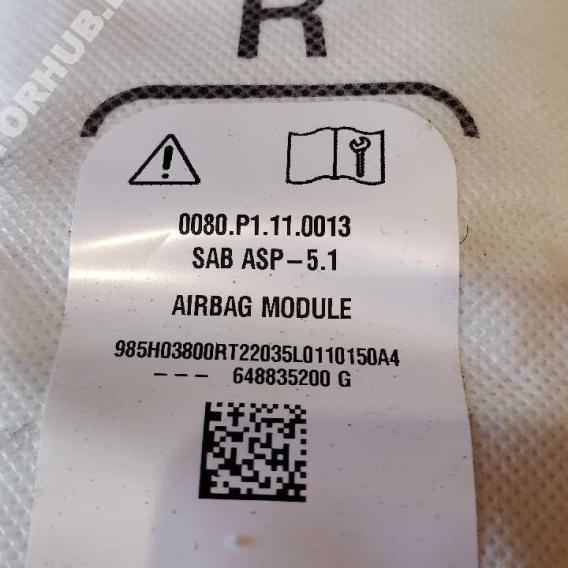 R
0080.P1.11.0013
SAB ASP-5.1
AIRBAG MODULE
985H03800RT22035L0110150A4
--- 648835200 G